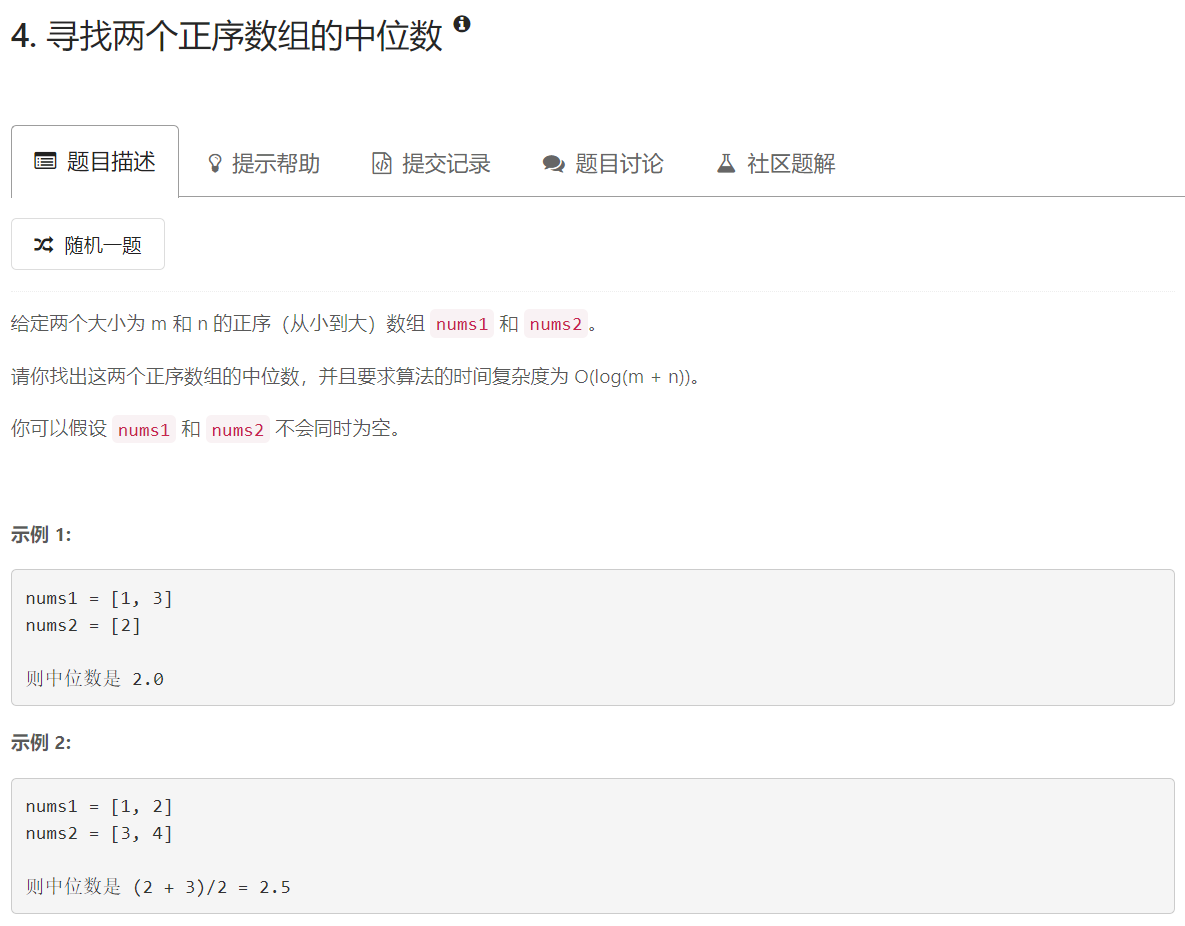 4. 寻找两个正序数组的中位数
题目描述 提示帮助 提交记录 题目讨论 社区题解
随机一题
给定两个大小为 m 和 n 的正序（从小到大）数组 nums1 和 nums2。
请你找出这两个正序数组的中位数，并且要求算法的时间复杂度为 O(log(m + n))。
你可以假设 nums1 和 nums2 不会同时为空。
示例 1:
nums1 = [1, 3]
nums2 = [2]
则中位数是 2.0
示例 2:
nums1 = [1, 2]
nums2 = [3, 4]
则中位数是 (2 + 3)/2 = 2.5